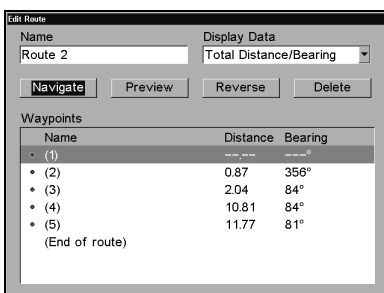 Edit Route
Name Display Data
Route 2 Total Distance/Bearing
Navigate Preview Reverse Delete
Waypoints
Name Distance Bearing
(1) --.-- ---°
(2) 0.87 356°
(3) 2.04 84°
(4) 10.81 84°
(5) 11.77 81°
(End of route)